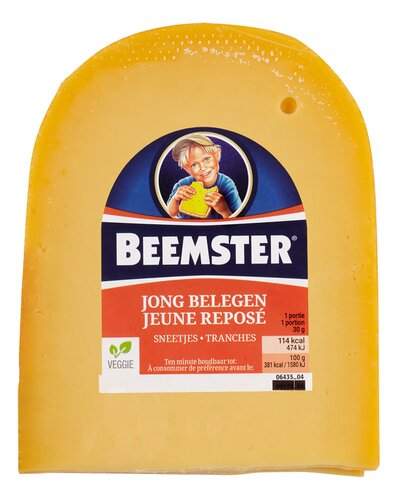 BEEMSTER®
JONG BELEGEN
JEUNE REPOSÉ
SNEETJES • TRANCHES
VEGGIE
Ten minste houdbaar tot:
À consommer de préférence avant le:
1 portie
1 portion
30 g
114 kcal
474 kJ
100 g
381 kcal / 1580 kJ
06435_04